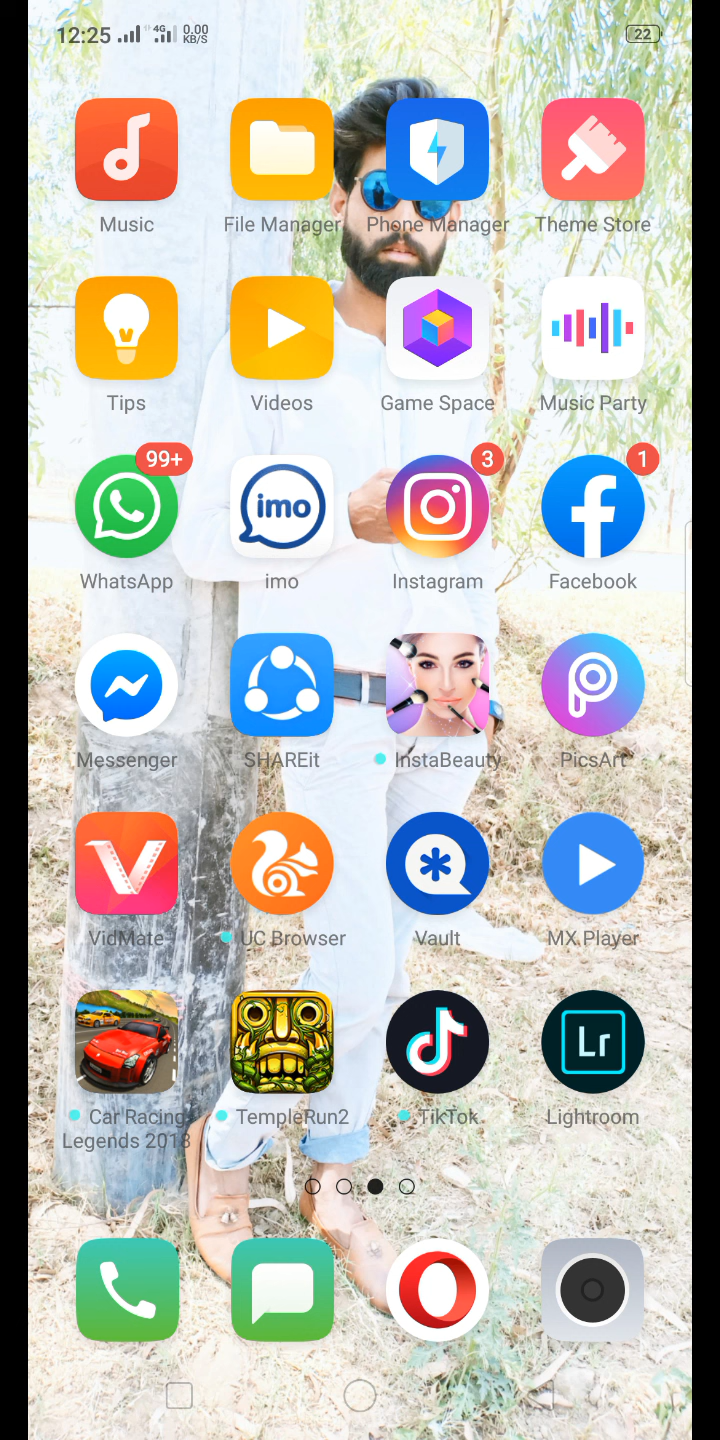 12:25 4G 0.00 KB/S 22
Music File Manager Phone Manager Theme Store
Tips Videos Game Space Music Party
99+ 3 1
imo
WhatsApp imo Instagram Facebook
Messenger SHAREit InstaBeauty PicsArt
VidMate UC Browser Vault MX Player
Lr
Car Racing TempleRun2 TikTok Lightroom
Legends 2018